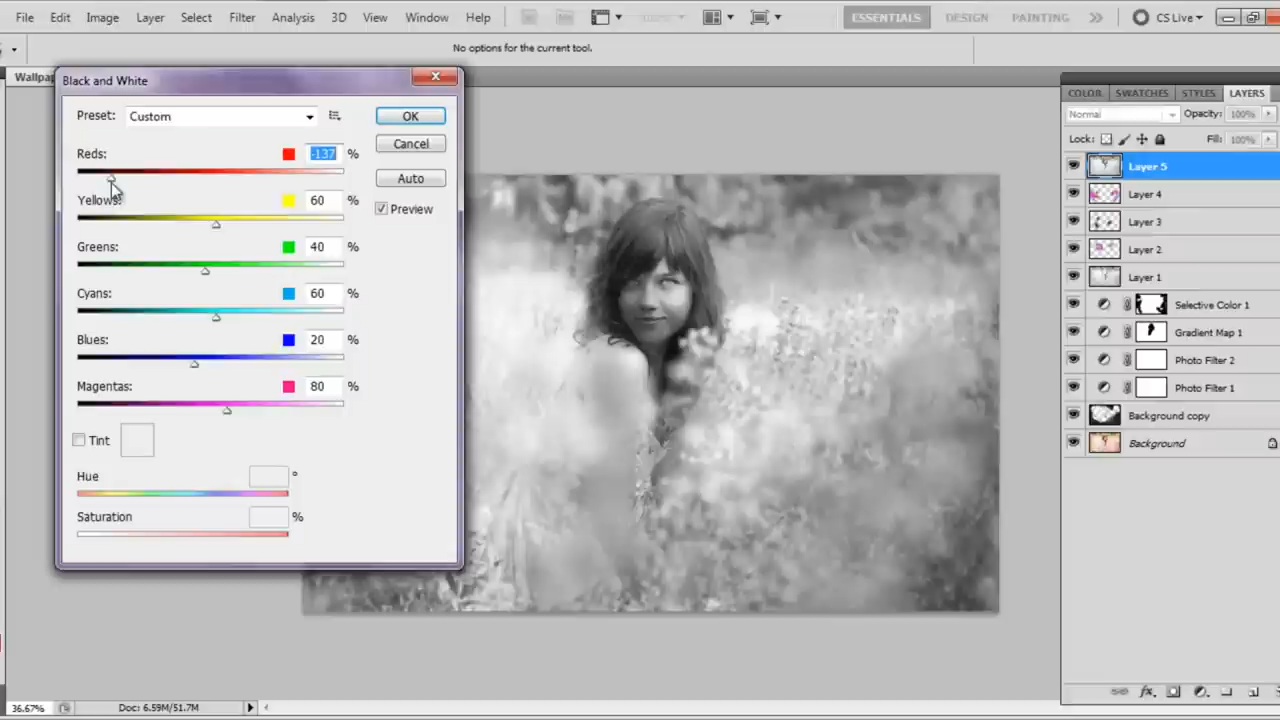 File Edit Image Layer Select Filter Analysis 3D View Window Help
ESSENTIALS DESIGN PAINTING CS Live
No options for the current tool.
Black and White
Preset: Custom
OK
Cancel
Auto
Preview
Reds: -137 %
Yellows: 60 %
Greens: 40 %
Cyans: 60 %
Blues: 20 %
Magentas: 80 %
Tint
Hue °
Saturation %
COLOR SWATCHES STYLES LAYERS
Normal Opacity: 100%
Lock: Fill: 100%
Layer 5
Layer 4
Layer 3
Layer 2
Layer 1
Selective Color 1
Gradient Map 1
Photo Filter 2
Photo Filter 1
Background copy
Background
36.67% Doc: 6.59M/51.7M